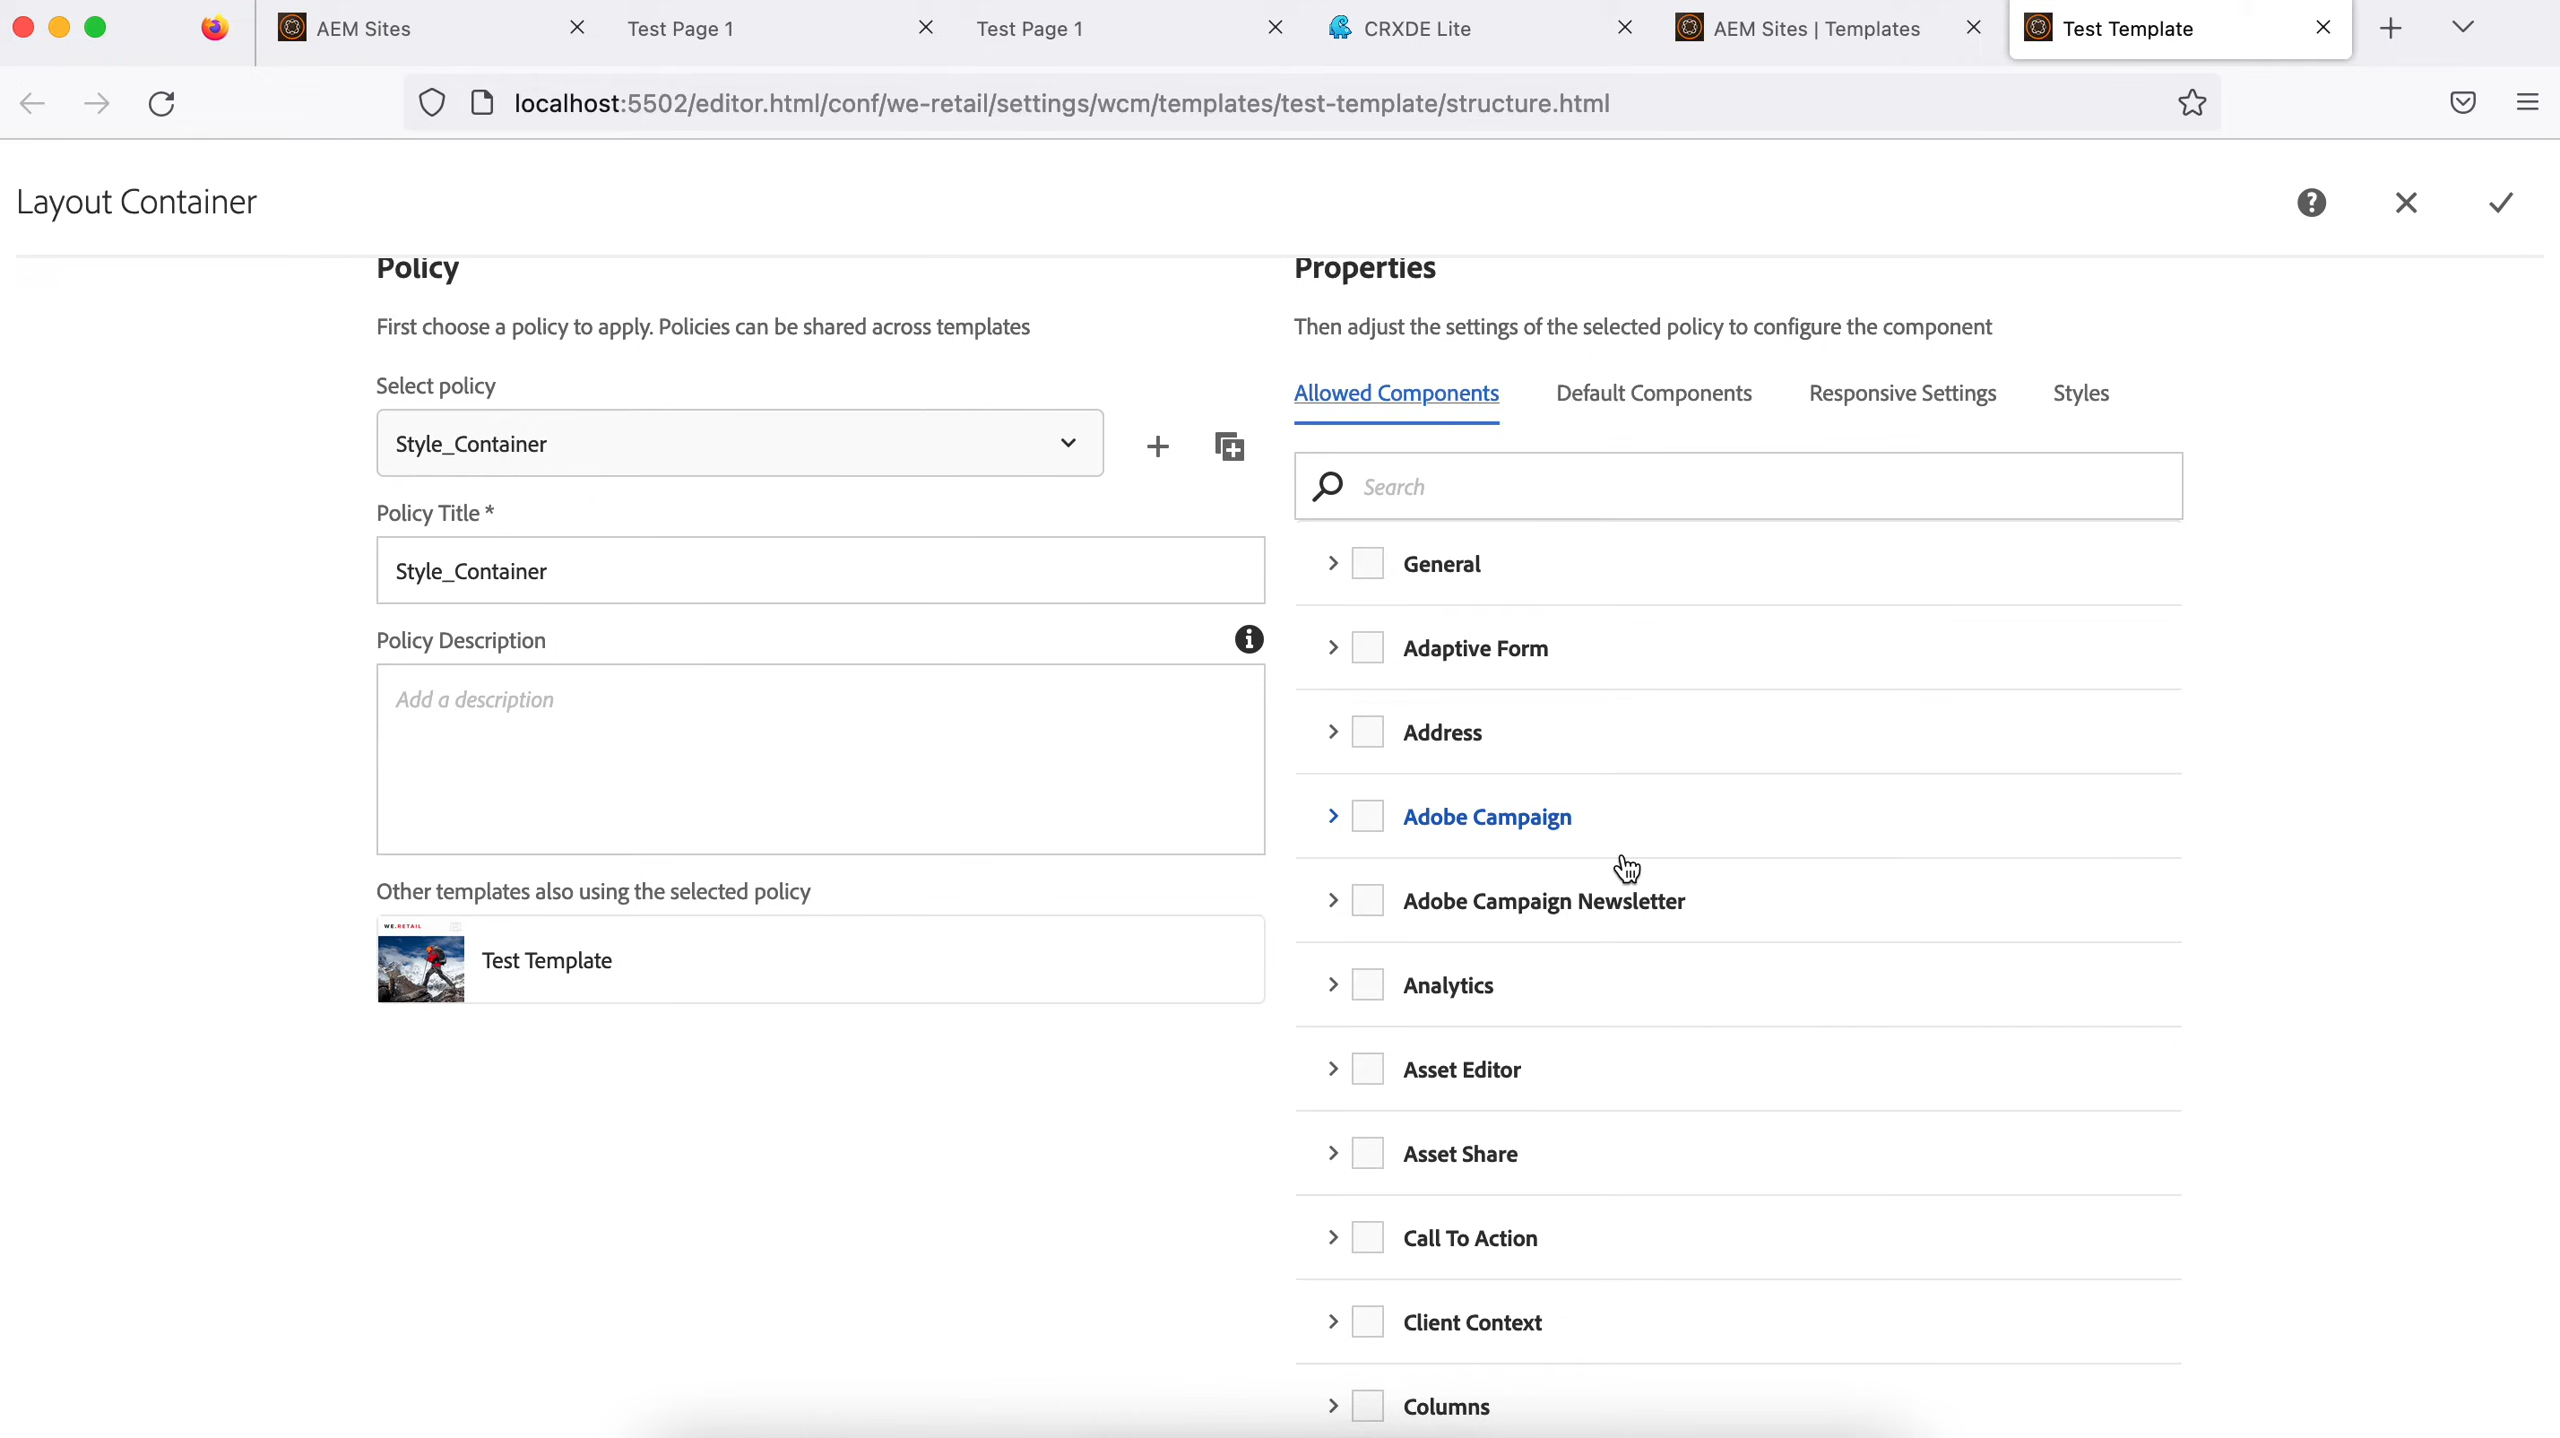 AEM Sites
Test Page 1
Test Page 1
CRXDE Lite
AEM Sites | Templates
Test Template
localhost:5502/editor.html/conf/we-retail/settings/wcm/templates/test-template/structure.html
Layout Container
Policy
First choose a policy to apply. Policies can be shared across templates
Select policy
Style_Container
Policy Title *
Style_Container
Policy Description
Add a description
Other templates also using the selected policy
WE.RETAIL
Test Template
Properties
Then adjust the settings of the selected policy to configure the component
Allowed Components Default Components Responsive Settings Styles
Search
General
Adaptive Form
Address
Adobe Campaign
Adobe Campaign Newsletter
Analytics
Asset Editor
Asset Share
Call To Action
Client Context
Columns